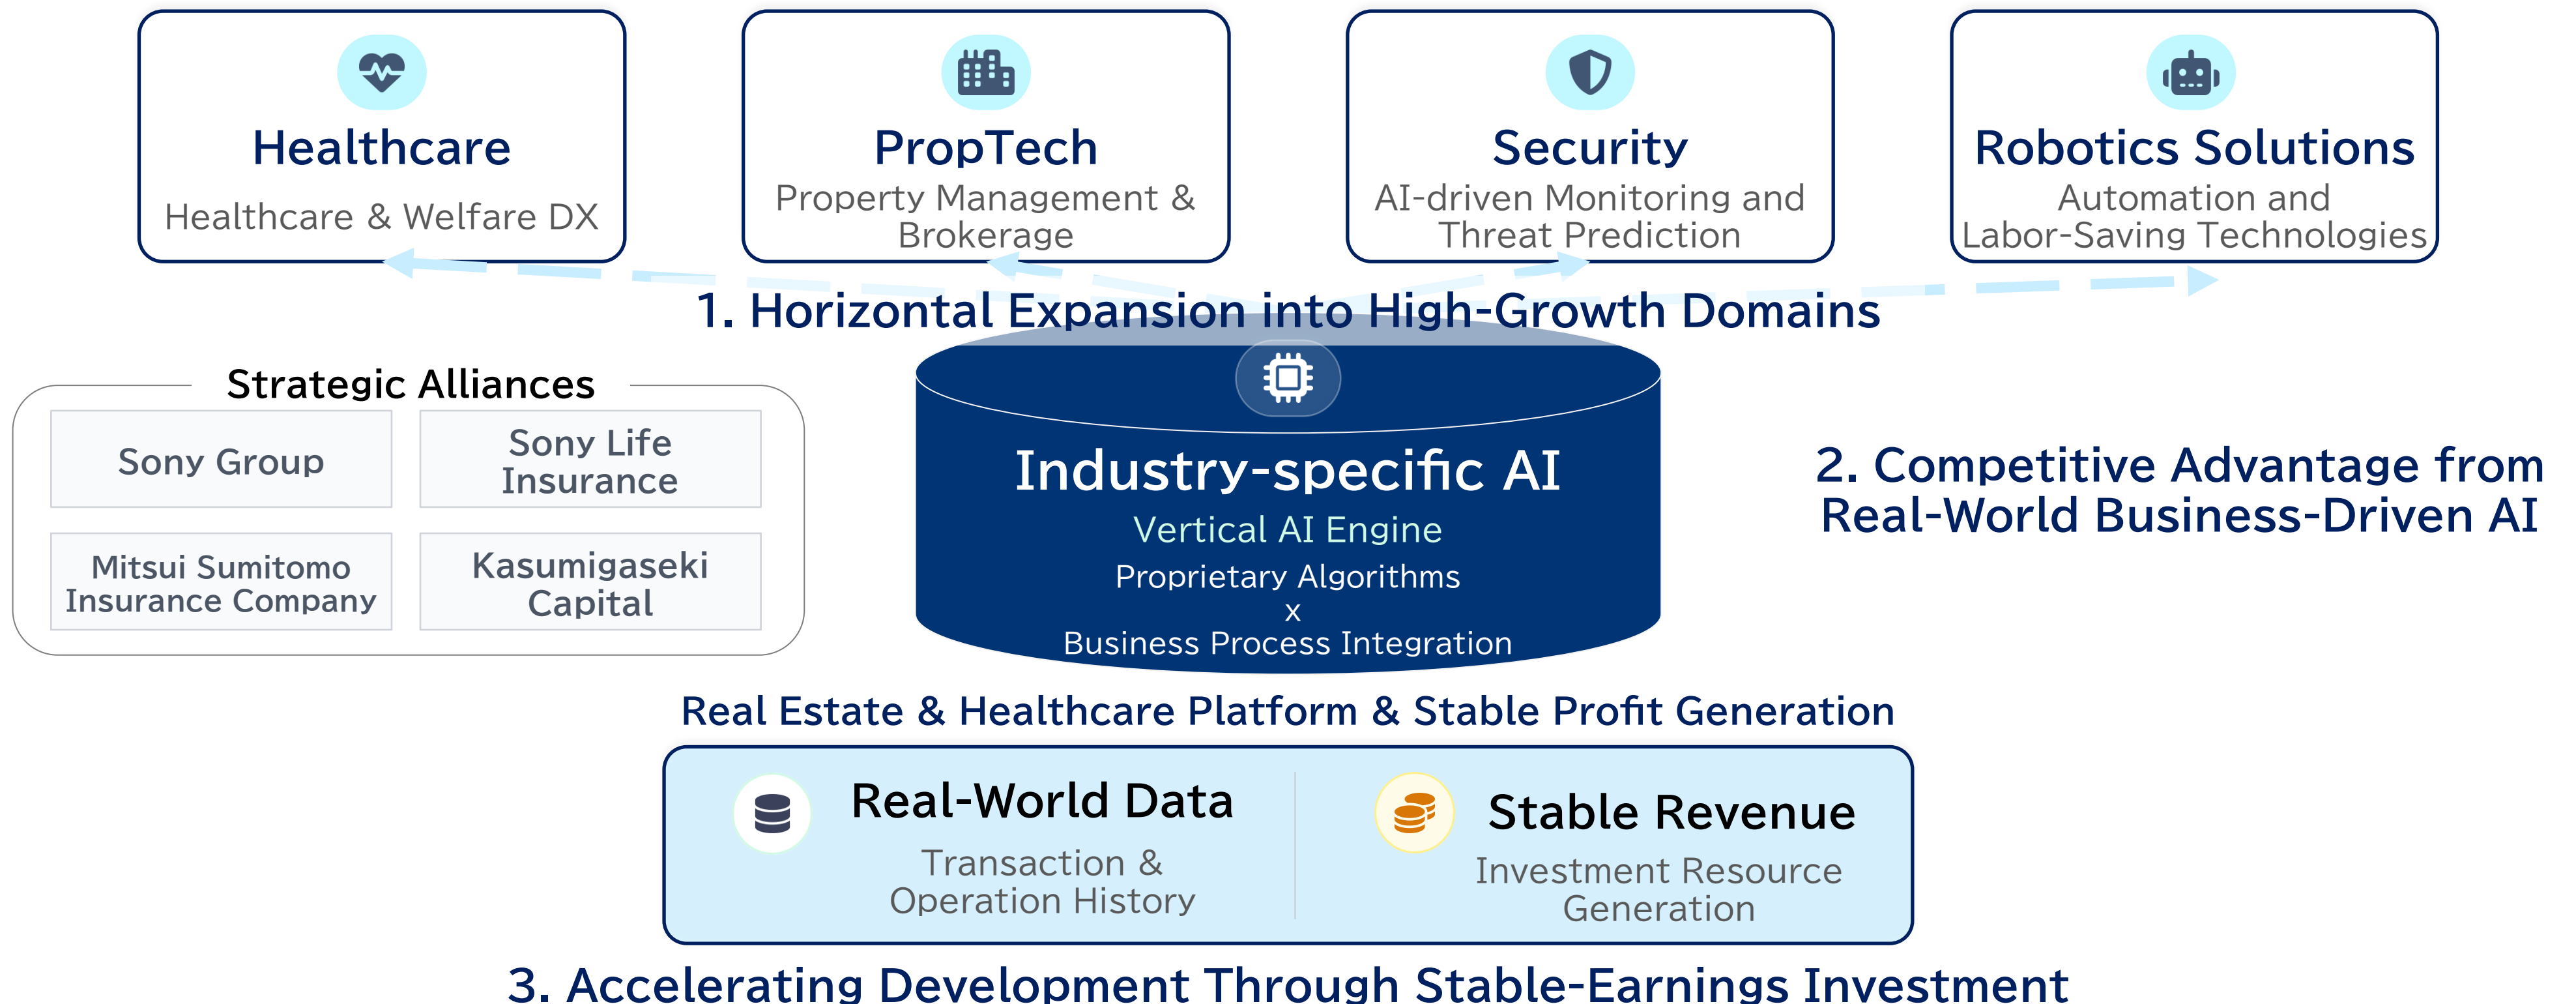 Healthcare
Healthcare & Welfare DX
PropTech
Property Management &
Brokerage
Security
AI-driven Monitoring and
Threat Prediction
Robotics Solutions
Automation and
Labor-Saving Technologies
1. Horizontal Expansion into High-Growth Domains
Strategic Alliances
Sony Group
Sony Life
Insurance
Mitsui Sumitomo
Insurance Company
Kasumigaseki
Capital
Industry-specific AI
Vertical AI Engine
Proprietary Algorithms
x
Business Process Integration
2. Competitive Advantage from
Real-World Business-Driven AI
Real Estate & Healthcare Platform & Stable Profit Generation
Real-World Data
Transaction &
Operation History
Stable Revenue
Investment Resource
Generation
3. Accelerating Development Through Stable-Earnings Investment